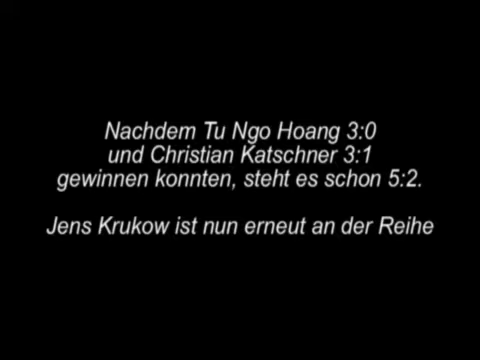 Nachdem Tu Ngo Hoang 3:0
und Christian Katschner 3:1
gewinnen konnten, steht es schon 5:2.
Jens Krukow ist nun erneut an der Reihe